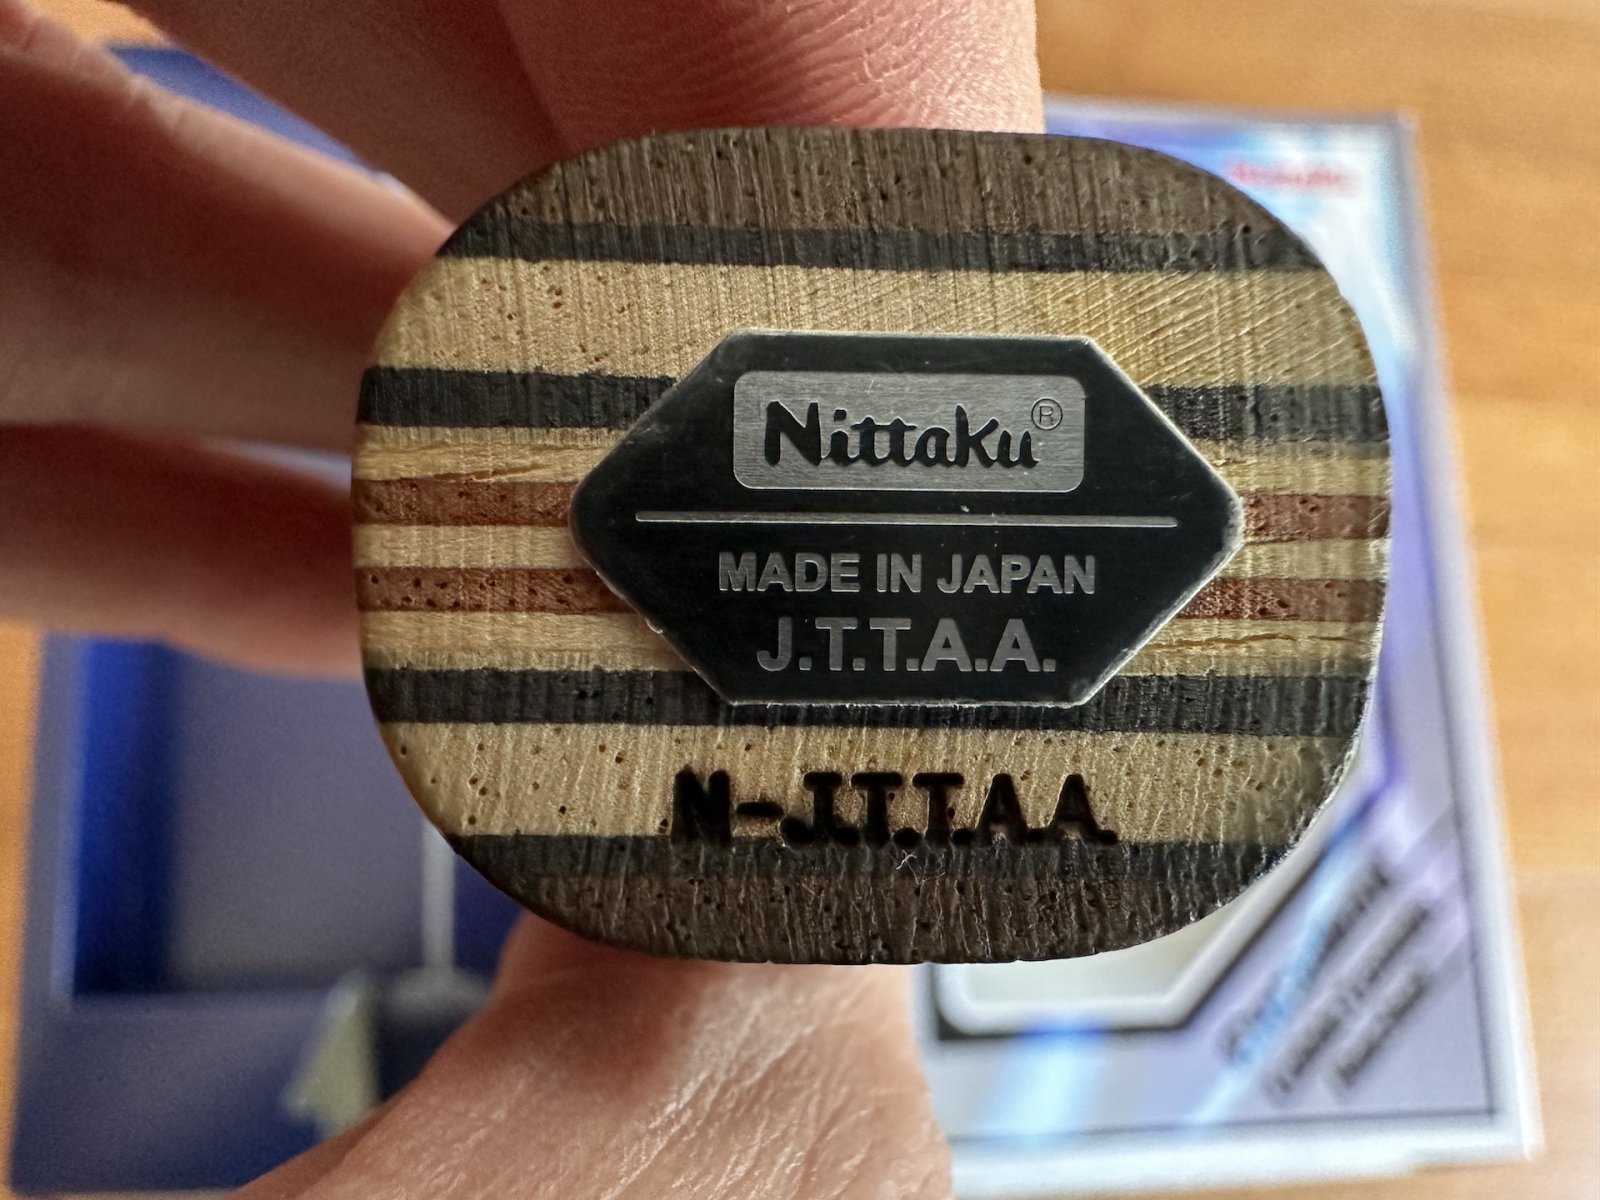 Nittaku®
MADE IN JAPAN
J.T.T.A.A.
N-J.T.T.A.A.